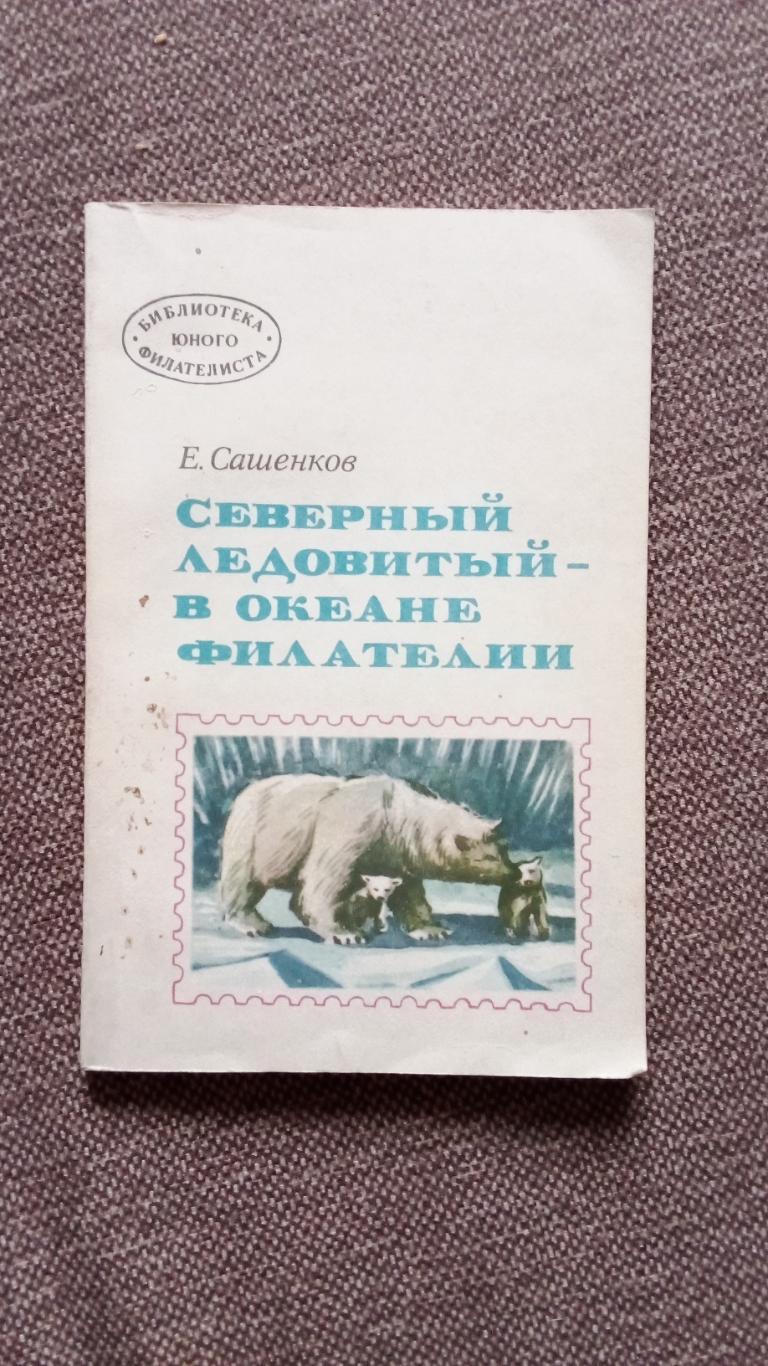 БИБЛИОТЕКА
ЮНОГО
ФИЛАТЕЛИСТА
Е. Сашенков
СЕВЕРНЫЙ
ЛЕДОВИТЫЙ –
В ОКЕАНЕ
ФИЛАТЕЛИИ